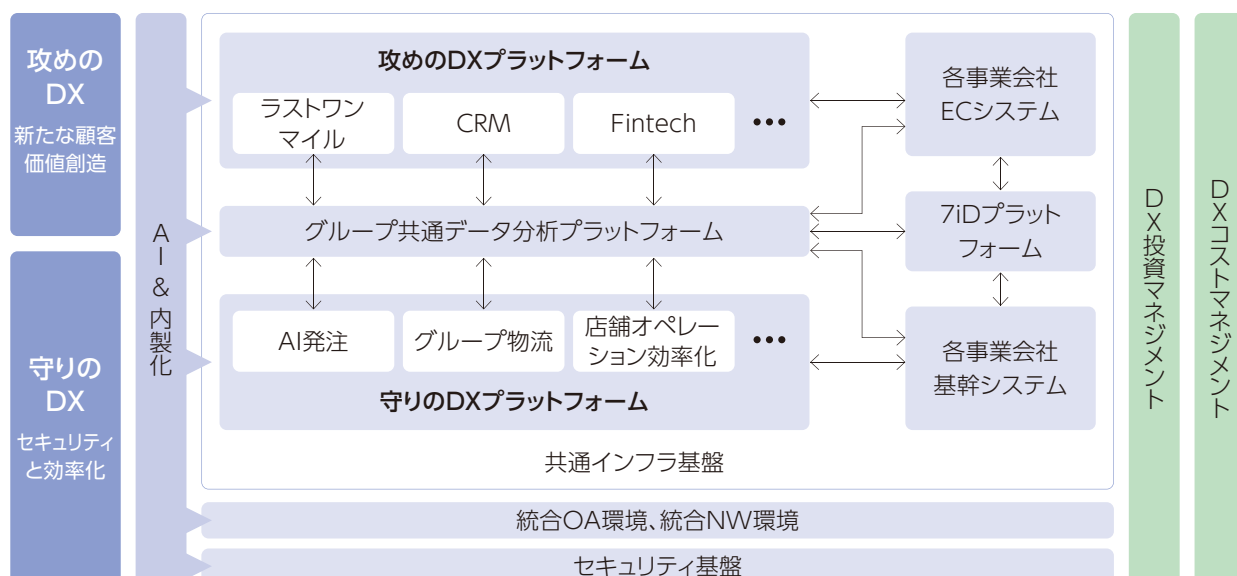 攻めの
DX
新たな顧客
価値創造
守りの
DX
セキュリティ
と効率化
AI&内製化
攻めのDXプラットフォーム
ラストワン
マイル
CRM
Fintech
•••
グループ共通データ分析プラットフォーム
AI発注
グループ物流
店舗オペレー
ション効率化
•••
守りのDXプラットフォーム
各事業会社
ECシステム
7iDプラット
フォーム
各事業会社
基幹システム
共通インフラ基盤
統合OA環境、統合NW環境
セキュリティ基盤
DX投資マネジメント
DXコストマネジメント